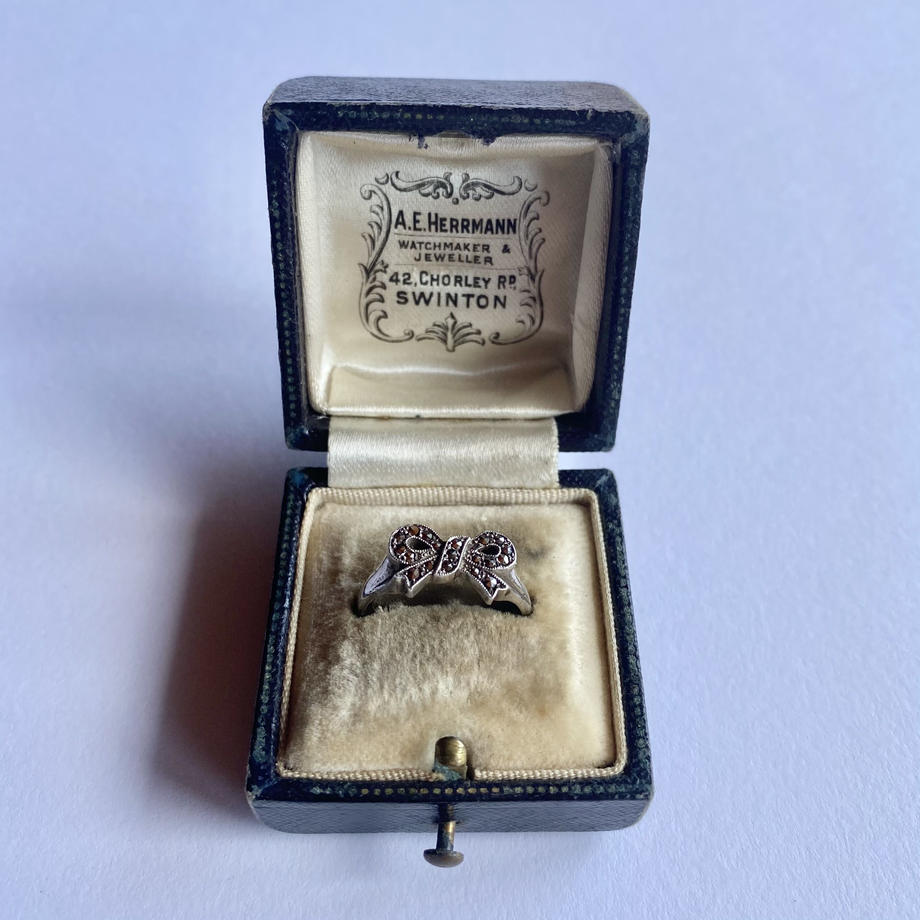 A.E.HERRMANN
WATCHMAKER &
JEWELLER
42, CHORLEY RD
SWINTON